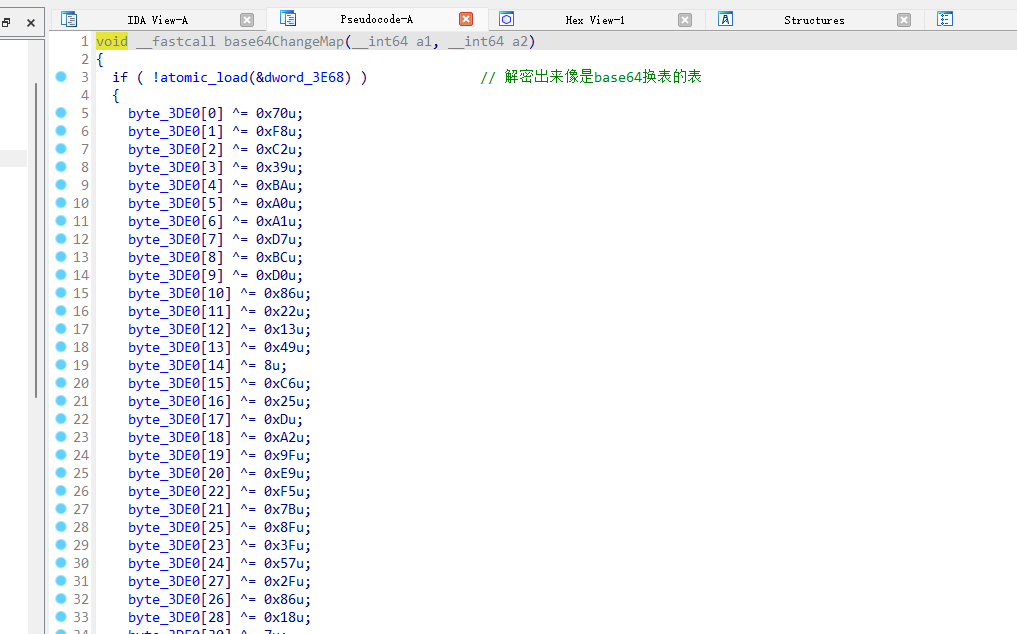 IDA View-A Pseudocode-A Hex View-1 Structures
1 void __fastcall base64ChangeMap(__int64 a1, __int64 a2)
2 {
3 if ( !atomic_load(&dword_3E68) ) // 解密出来像是base64换表的表
4 {
5 byte_3DE0[0] ^= 0x70u;
6 byte_3DE0[1] ^= 0xF8u;
7 byte_3DE0[2] ^= 0xC2u;
8 byte_3DE0[3] ^= 0x39u;
9 byte_3DE0[4] ^= 0xBAu;
10 byte_3DE0[5] ^= 0xA0u;
11 byte_3DE0[6] ^= 0xA1u;
12 byte_3DE0[7] ^= 0xD7u;
13 byte_3DE0[8] ^= 0xBCu;
14 byte_3DE0[9] ^= 0xD0u;
15 byte_3DE0[10] ^= 0x86u;
16 byte_3DE0[11] ^= 0x22u;
17 byte_3DE0[12] ^= 0x13u;
18 byte_3DE0[13] ^= 0x49u;
19 byte_3DE0[14] ^= 8u;
20 byte_3DE0[15] ^= 0xC6u;
21 byte_3DE0[16] ^= 0x25u;
22 byte_3DE0[17] ^= 0xDu;
23 byte_3DE0[18] ^= 0xA2u;
24 byte_3DE0[19] ^= 0x9Fu;
25 byte_3DE0[20] ^= 0xE9u;
26 byte_3DE0[22] ^= 0xF5u;
27 byte_3DE0[21] ^= 0x7Bu;
28 byte_3DE0[25] ^= 0x8Fu;
29 byte_3DE0[23] ^= 0x3Fu;
30 byte_3DE0[24] ^= 0x57u;
31 byte_3DE0[27] ^= 0x2Fu;
32 byte_3DE0[26] ^= 0x86u;
33 byte_3DE0[28] ^= 0x18u;